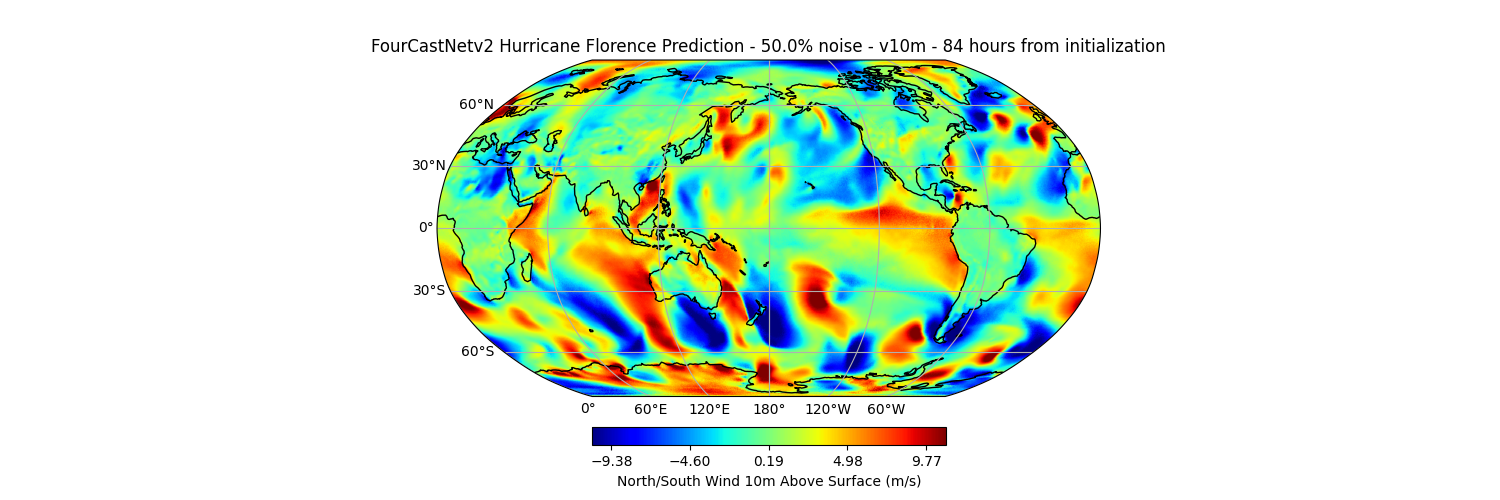 FourCastNetv2 Hurricane Florence Prediction - 50.0% noise - v10m - 84 hours from initialization
60°N
30°N
0°
30°S
60°S
0° 60°E 120°E 180° 120°W 60°W
−9.38 −4.60 0.19 4.98 9.77
North/South Wind 10m Above Surface (m/s)